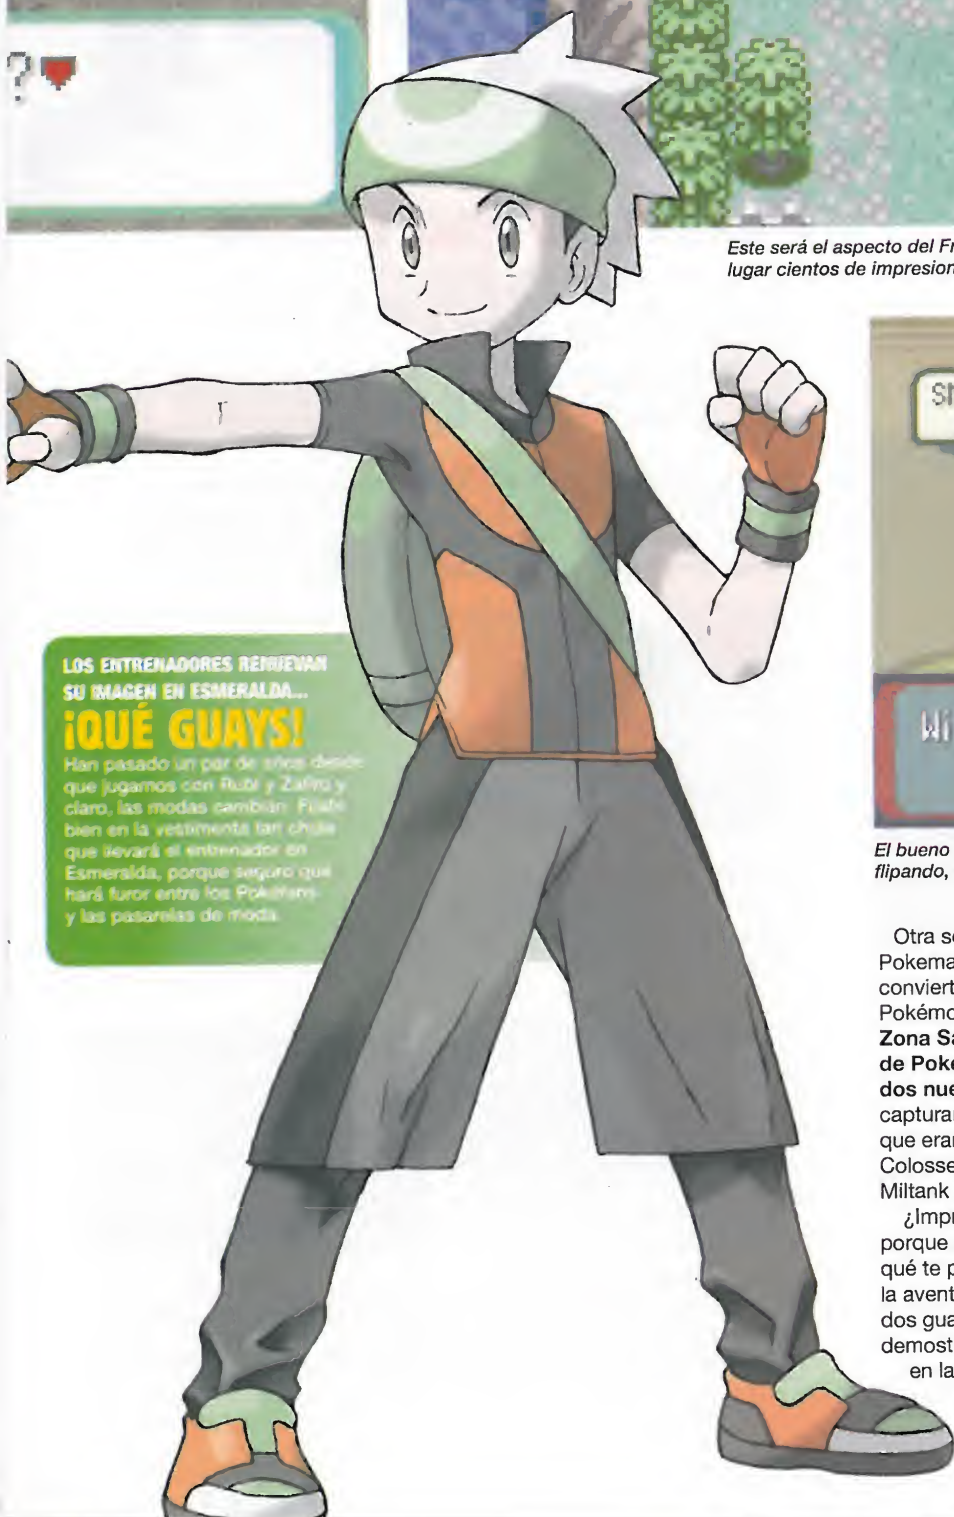 ?
Este será el aspecto del Fr
lugar cientos de impresion
LOS ENTRENADORES RENUEVAN
SU IMAGEN EN ESMERALDA...
¡QUÉ GUAYS!
Han pasado un par de años desde
que jugamos con Rubí y Zafiro y
claro, las modas cambian. Fíjate
bien en la vestimenta tan chula
que llevará el entrenador en
Esmeralda, porque seguro que
hará furor entre los Pokéfans
y las pasarelas de moda.
Wi
El bueno
flipando,
Otra se
Pokema
conviert
Pokémo
Zona Sa
de Poké
dos nue
captura
que eran
Colosse
Miltank
¿Impr
porque
qué te p
la avent
dos gua
demost
en la